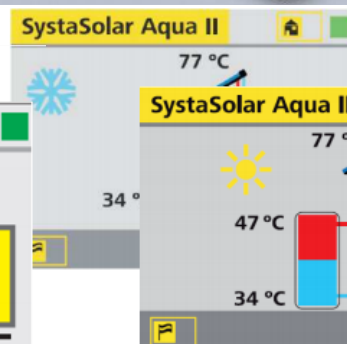 SystaSolar Aqua II
77 °C
34 °
SystaSolar Aqua II
77 °
47 °C
34 °C